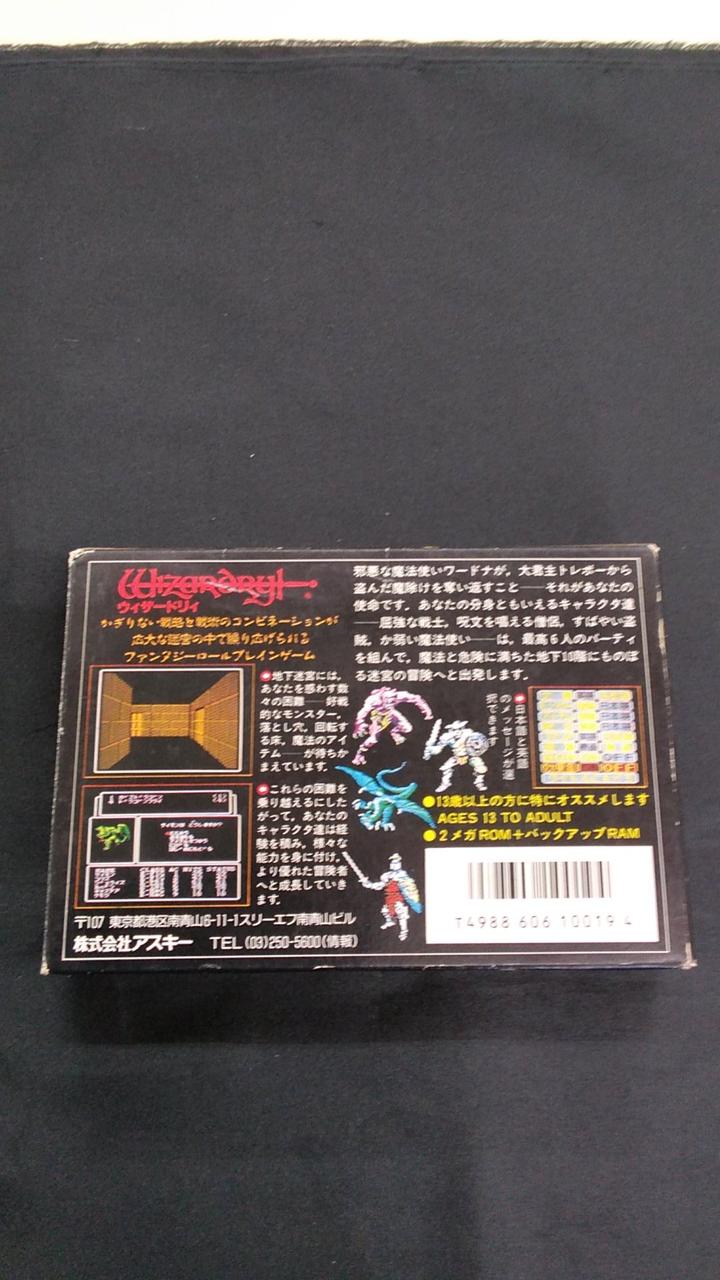 Wizardry
ウィザードリィ
かぎりない戦略と戦術のコンビネーションが
広大な迷宮の中で繰り広げられる
ファンタジーロールプレインゲーム
邪悪な魔法使いワードナが，大君主トレボーから
盗んだ魔除けを奪い返すこと――それがあなたの
使命です。あなたの分身ともいえるキャラクタ達
――屈強な戦士，呪文を唱える僧侶，すばやい盗
賊，か弱い魔法使い――は，最高6人のパーティ
を組んで，魔法と危険に満ちた地下10階にものぼ
る迷宮の冒険へと出発します。
●地下迷宮には，
あなたを惑わす数
々の困難――好戦
的なモンスター，
落とし穴，回転す
る床，魔法のアイ
テム――が待ちか
まえています。
●日本語と英語
のメッセージが選
択できます
●これらの困難を
乗り越えるにした
がって，あなたの
キャラクタ達は経
験を積み，様々な
能力を身に付け，
より優れた冒険者
へと成長していき
ます。
●13歳以上の方に特にオススメします
AGES 13 TO ADULT
●2メガROM＋バックアップRAM
T4988 606 10019 4
〒107 東京都港区南青山6-11-1スリーエフ南青山ビル
株式会社アスキー TEL (03)250-5600(情報)